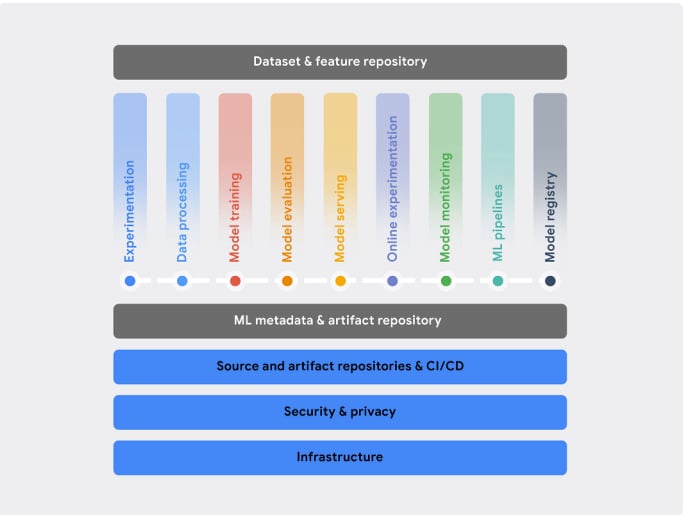 Dataset & feature repository
Experimentation
Data processing
Model training
Model evaluation
Model serving
Online experimentation
Model monitoring
ML pipelines
Model registry
ML metadata & artifact repository
Source and artifact repositories & CI/CD
Security & privacy
Infrastructure